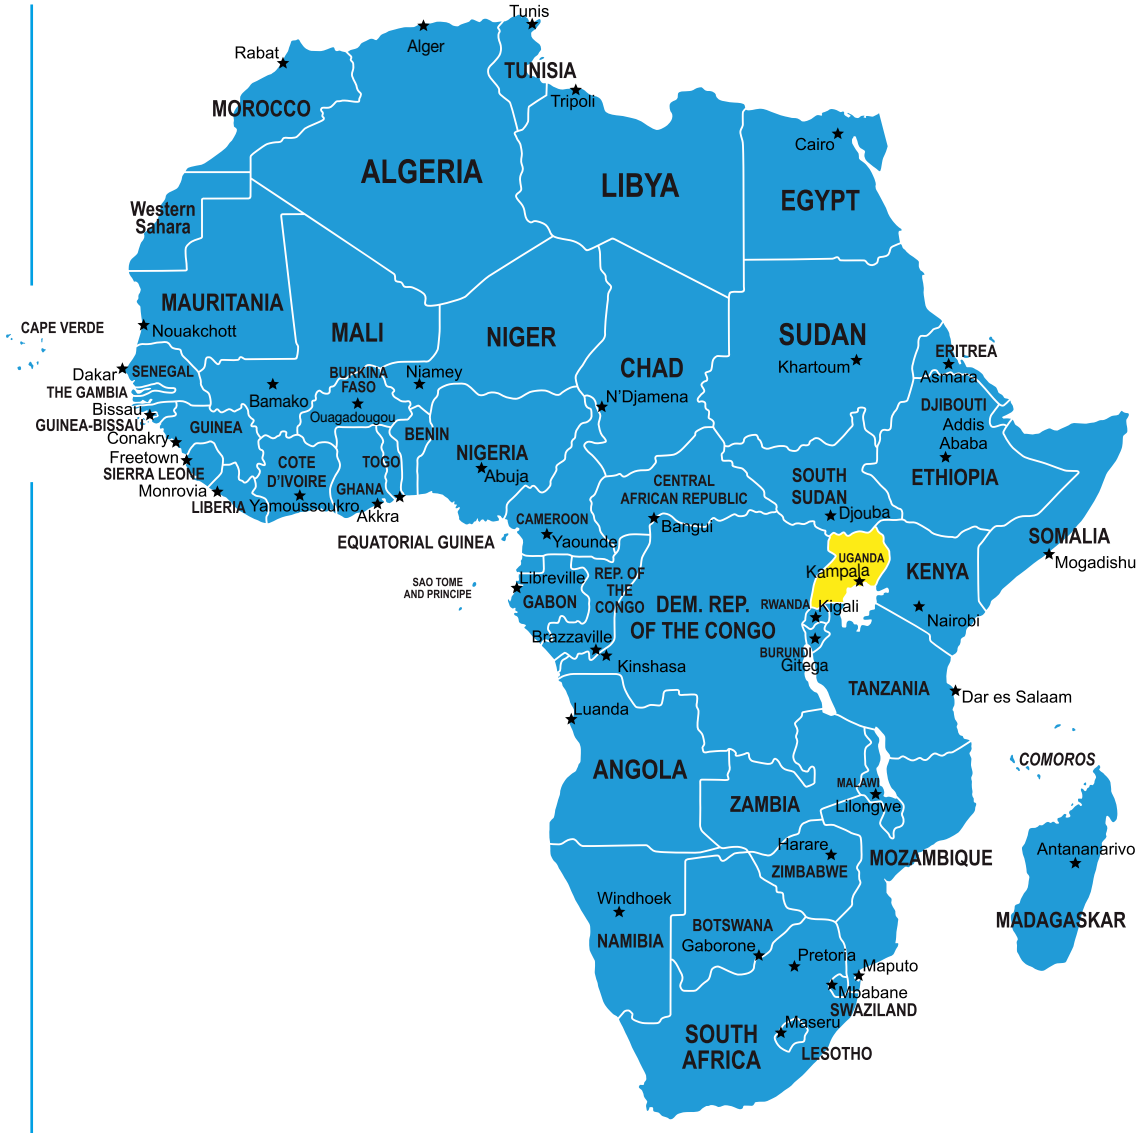 Tunis
Alger
Rabat
TUNISIA
Tripoli
MOROCCO
Cairo
ALGERIA
LIBYA
EGYPT
Western
Sahara
MAURITANIA
Nouakchott
CAPE VERDE
MALI
NIGER
SUDAN
Khartoum
CHAD
N'Djamena
ERITREA
Asmara
Dakar
SENEGAL
THE GAMBIA
BURKINA
FASO
Niamey
Bamako
Ouagadougou
Bissau
GUINEA-BISSAU
GUINEA
Conakry
Freetown
SIERRA LEONE
Monrovia
LIBERIA
COTE
D'IVOIRE
Yamoussoukro
GHANA
Akkra
TOGO
BENIN
NIGERIA
Abuja
DJIBOUTI
Addis
Ababa
ETHIOPIA
CENTRAL
AFRICAN REPUBLIC
Bangui
SOUTH
SUDAN
Djouba
CAMEROON
Yaounde
EQUATORIAL GUINEA
SOMALIA
Mogadishu
UGANDA
Kampala
KENYA
Nairobi
SAO TOME
AND PRINCIPE
Libreville
GABON
REP. OF
THE
CONGO
DEM. REP.
OF THE CONGO
RWANDA
Kigali
Brazzaville
Kinshasa
BURUNDI
Gitega
TANZANIA
Dar es Salaam
Luanda
ANGOLA
COMOROS
ZAMBIA
MALAWI
Lilongwe
Harare
ZIMBABWE
MOZAMBIQUE
Antananarivo
MADAGASKAR
Windhoek
NAMIBIA
BOTSWANA
Gaborone
Pretoria
Maputo
Mbabane
SWAZILAND
Maseru
LESOTHO
SOUTH
AFRICA